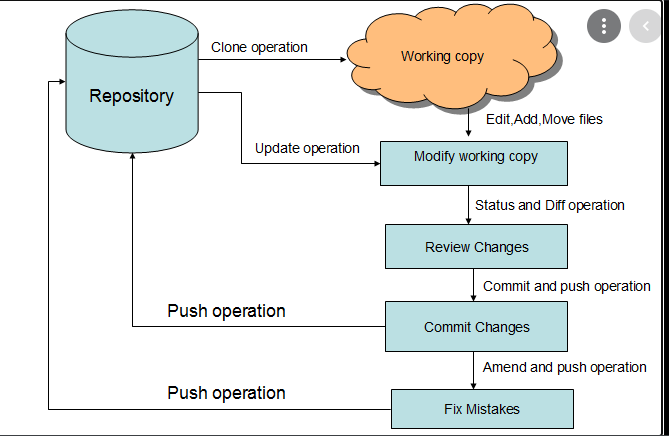 Clone operation
Working copy
Repository
Edit,Add,Move files
Update operation
Modify working copy
Status and Diff operation
Review Changes
Commit and push operation
Push operation
Commit Changes
Amend and push operation
Push operation
Fix Mistakes